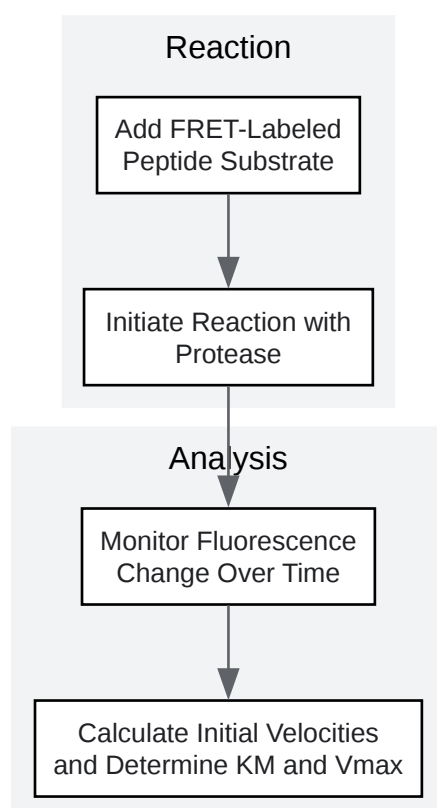 Reaction
Add FRET-Labeled
Peptide Substrate
Initiate Reaction with
Protease
Analysis
Monitor Fluorescence
Change Over Time
Calculate Initial Velocities
and Determine KM and Vmax